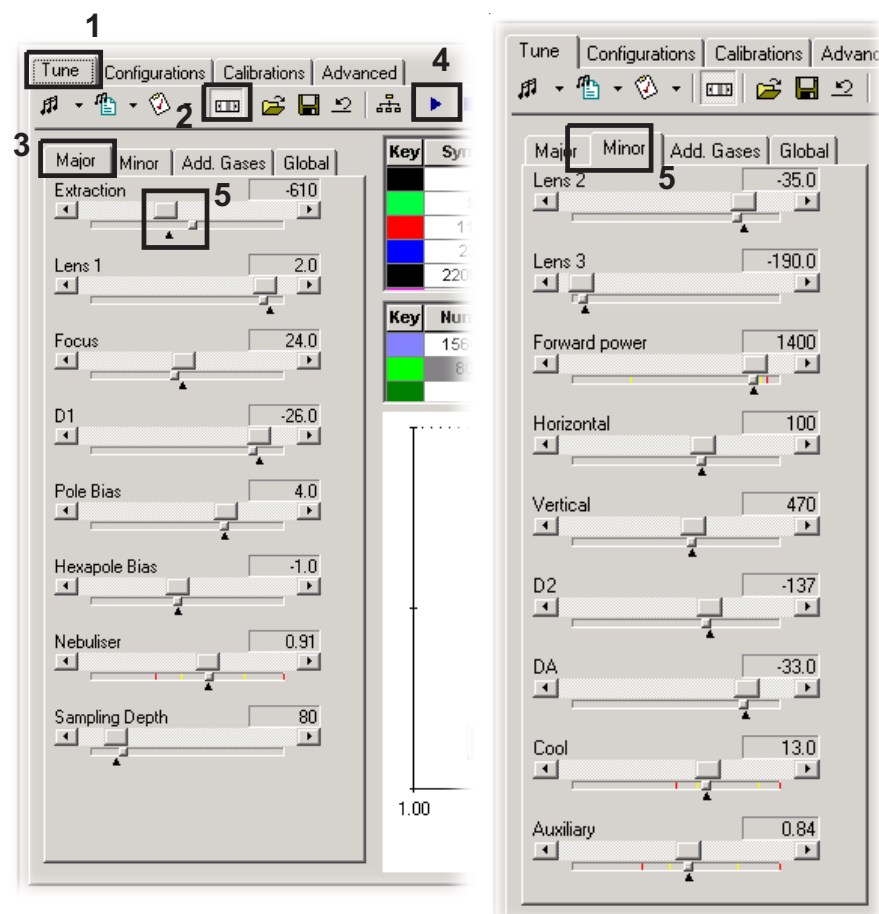 1
Tune Configurations Calibrations Advanced
4
2
3
Major Minor Add. Gases Global
Extraction -610
5
Lens 1 2.0
Focus 24.0
D1 -26.0
Pole Bias 4.0
Hexapole Bias -1.0
Nebuliser 0.91
Sampling Depth 80
Key
Key
1.00
Tune Configurations Calibrations
Major Minor Add. Gases Global
5
Lens 2 -35.0
Lens 3 -190.0
Forward power 1400
Horizontal 100
Vertical 470
D2 -137
DA -33.0
Cool 13.0
Auxiliary 0.84